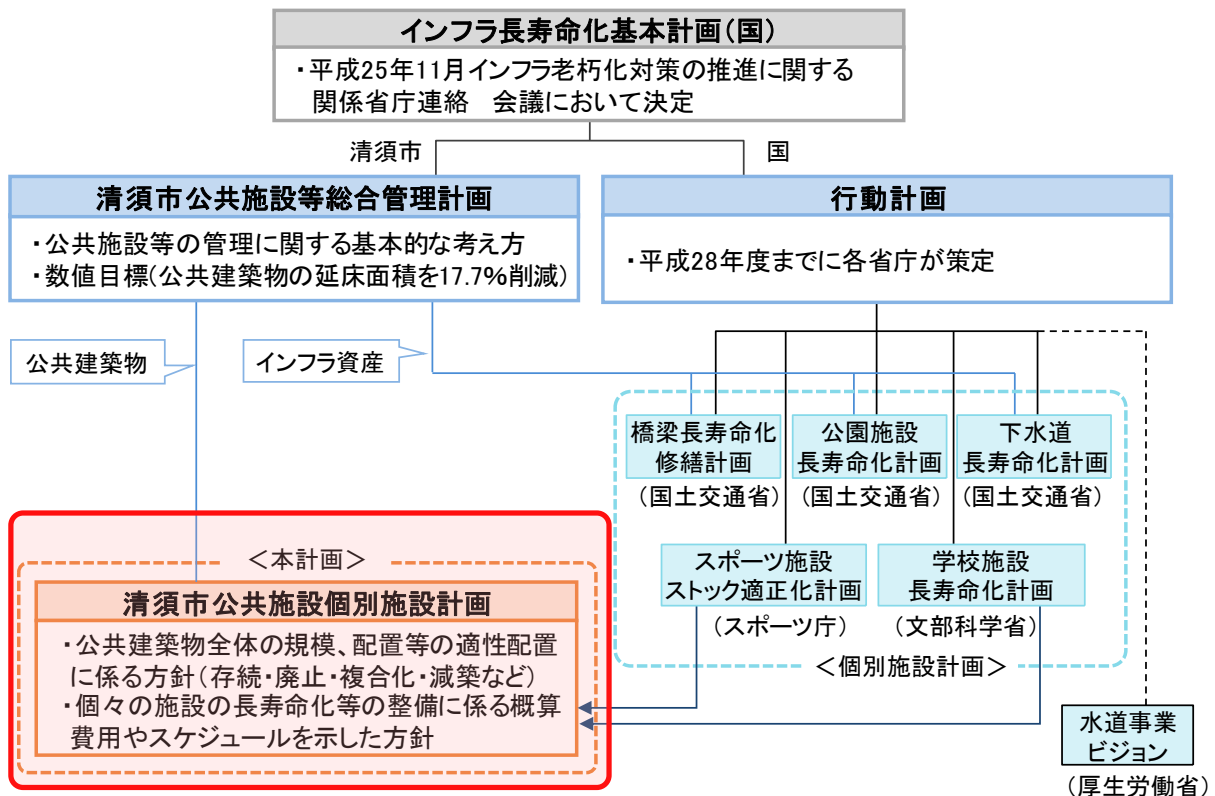 インフラ長寿命化基本計画(国)
・平成25年11月インフラ老朽化対策の推進に関する
関係省庁連絡　会議において決定
清須市
国
清須市公共施設等総合管理計画
・公共施設等の管理に関する基本的な考え方
・数値目標(公共建築物の延床面積を17.7%削減)
行動計画
・平成28年度までに各省庁が策定
公共建築物
インフラ資産
橋梁長寿命化
修繕計画
(国土交通省)
公園施設
長寿命化計画
(国土交通省)
下水道
長寿命化計画
(国土交通省)
スポーツ施設
ストック適正化計画
(スポーツ庁)
学校施設
長寿命化計画
(文部科学省)
＜個別施設計画＞
＜本計画＞
清須市公共施設個別施設計画
・公共建築物全体の規模、配置等の適性配置
に係る方針(存続・廃止・複合化・減築など)
・個々の施設の長寿命化等の整備に係る概算
費用やスケジュールを示した方針
水道事業
ビジョン
(厚生労働省)